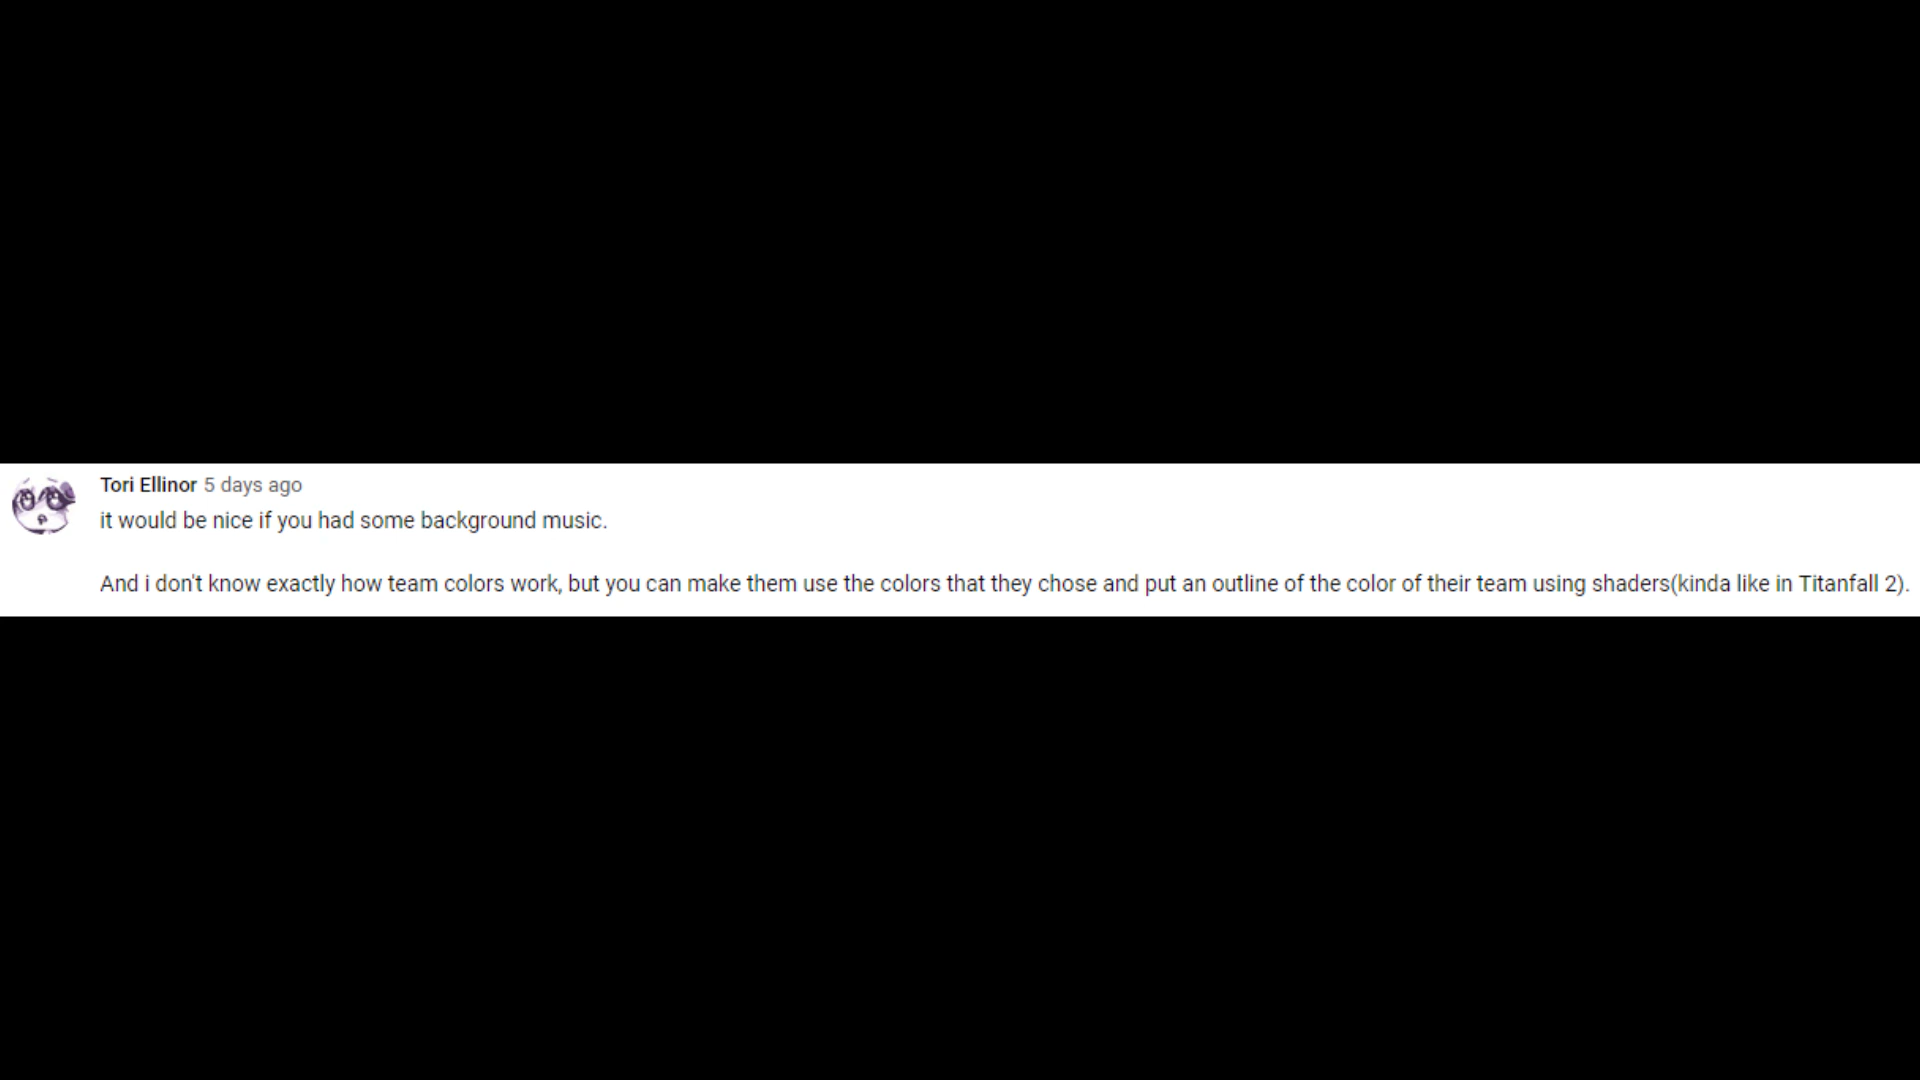 Tori Ellinor 5 days ago
it would be nice if you had some background music.
And i don't know exactly how team colors work, but you can make them use the colors that they chose and put an outline of the color of their team using shaders(kinda like in Titanfall 2).